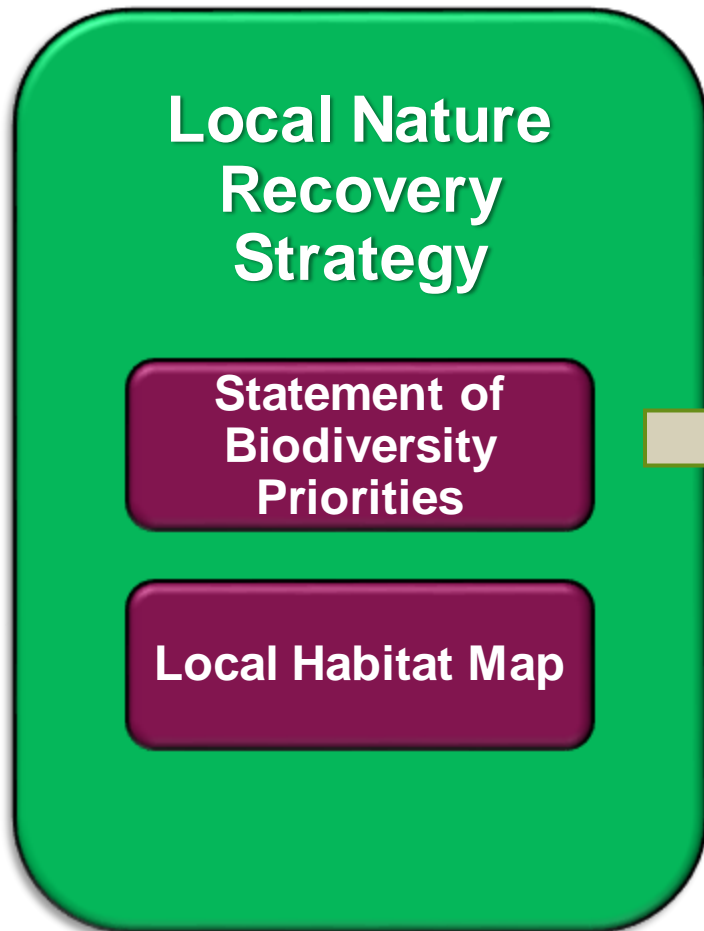 Local Nature
Recovery
Strategy
Statement of
Biodiversity
Priorities
Local Habitat Map